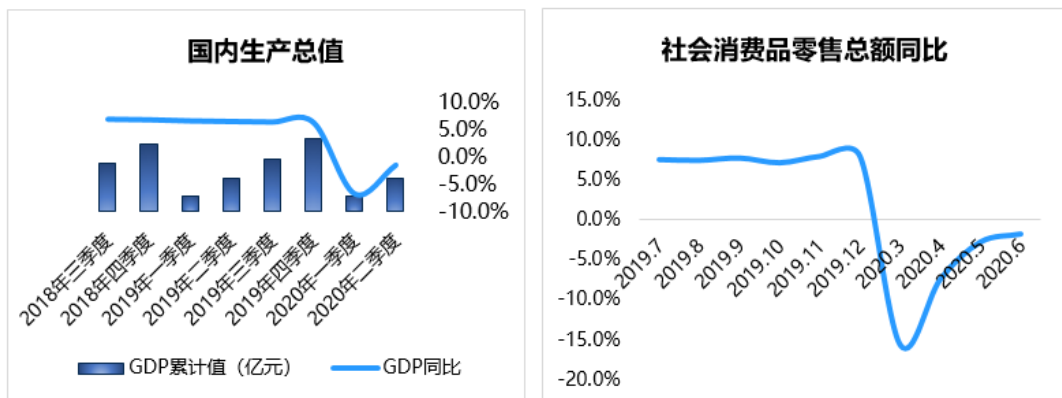 国内生产总值
10.0%
5.0%
0.0%
-5.0%
-10.0%
2018年三季度
2018年四季度
2019年一季度
2019年二季度
2019年三季度
2019年四季度
2020年一季度
2020年二季度
GDP累计值（亿元）
GDP同比
社会消费品零售总额同比
15.0%
10.0%
5.0%
0.0%
-5.0%
-10.0%
-15.0%
-20.0%
2019.7
2019.8
2019.9
2019.10
2019.11
2019.12
2020.3
2020.4
2020.5
2020.6